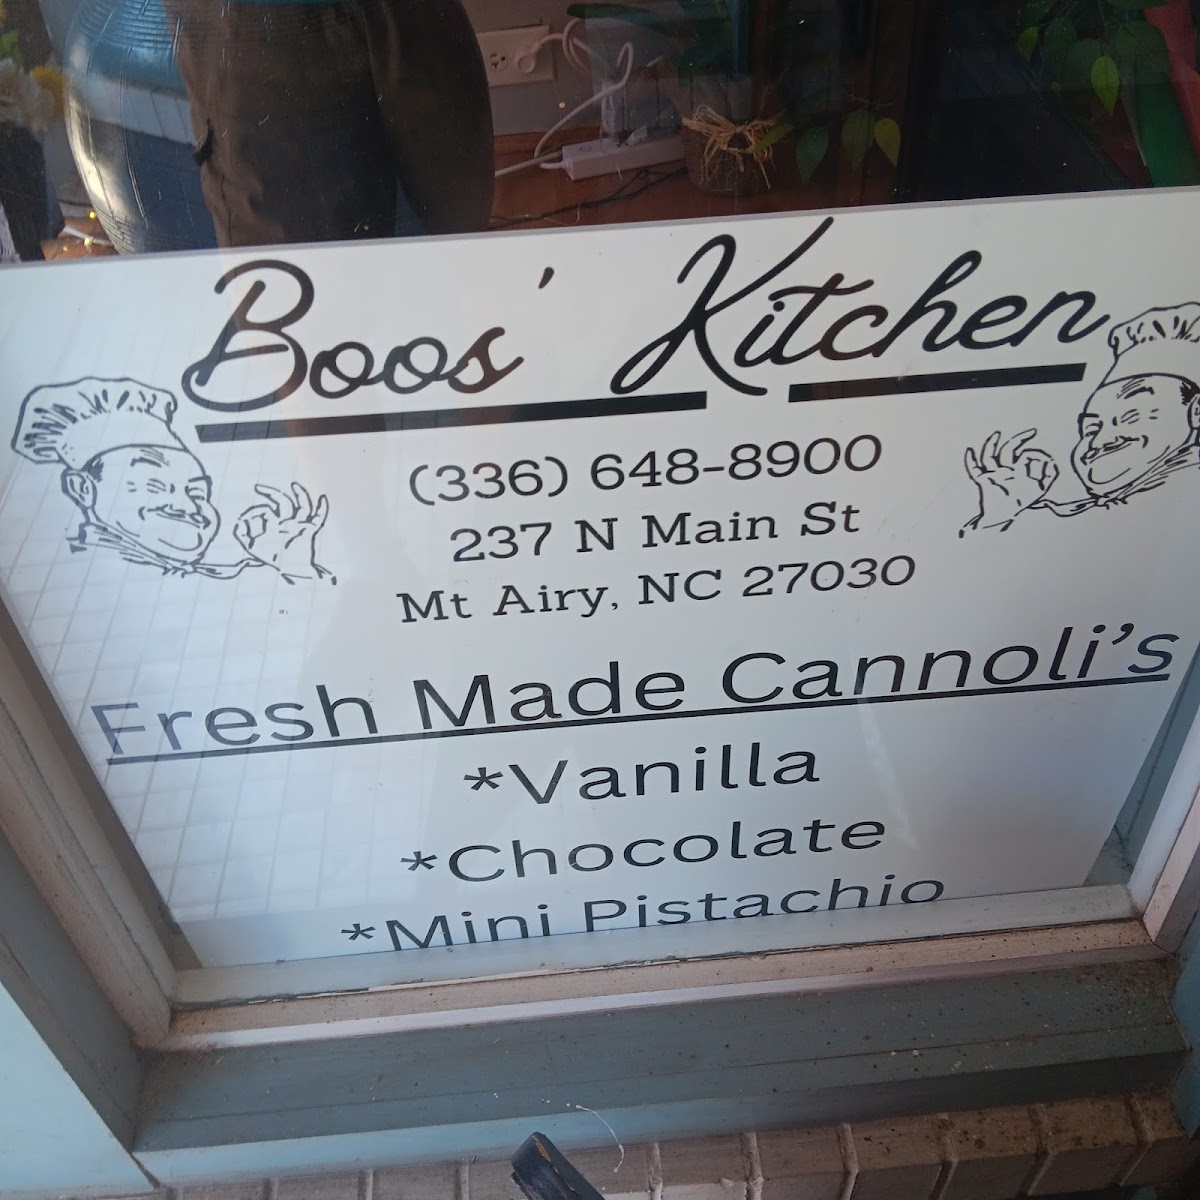 Boos' Kitchen
(336) 648-8900
237 N Main St
Mt Airy, NC 27030
Fresh Made Cannoli's
*Vanilla
*Chocolate
*Mini Pistachio